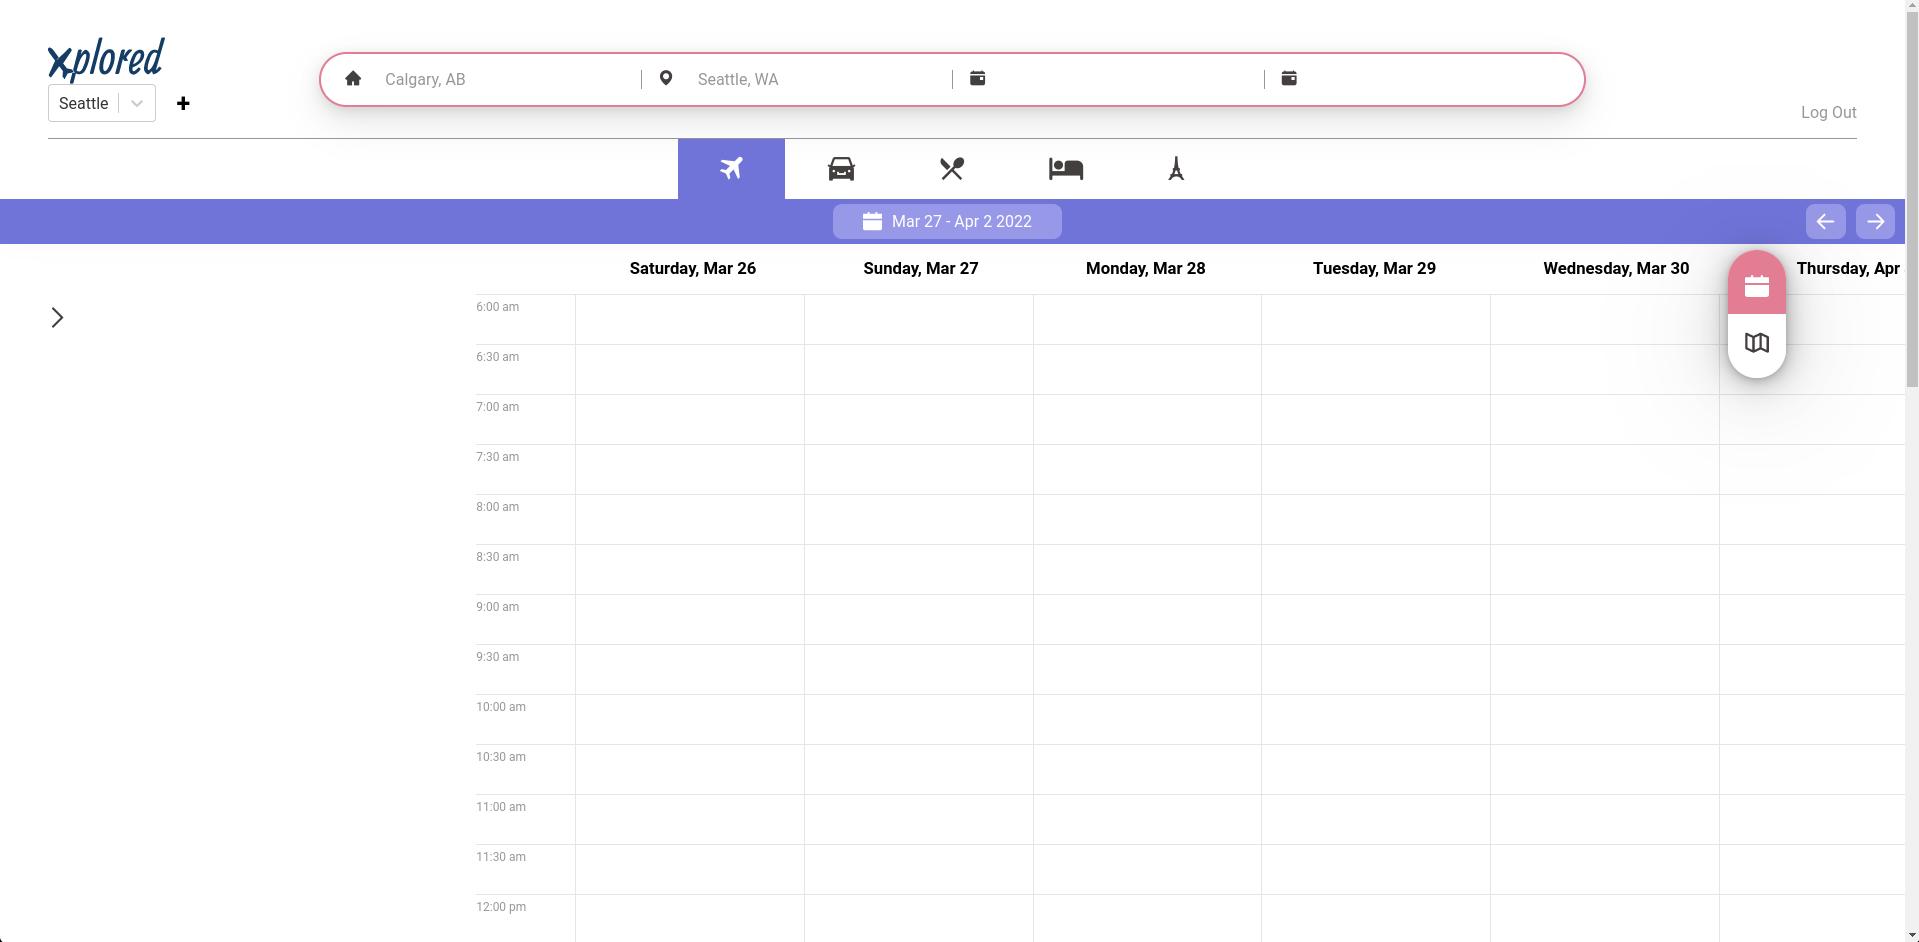 xplored
Calgary, AB
Seattle, WA
Seattle
Log Out
Mar 27 - Apr 2 2022
Saturday, Mar 26
Sunday, Mar 27
Monday, Mar 28
Tuesday, Mar 29
Wednesday, Mar 30
Thursday, Apr
6:00 am
6:30 am
7:00 am
7:30 am
8:00 am
8:30 am
9:00 am
9:30 am
10:00 am
10:30 am
11:00 am
11:30 am
12:00 pm